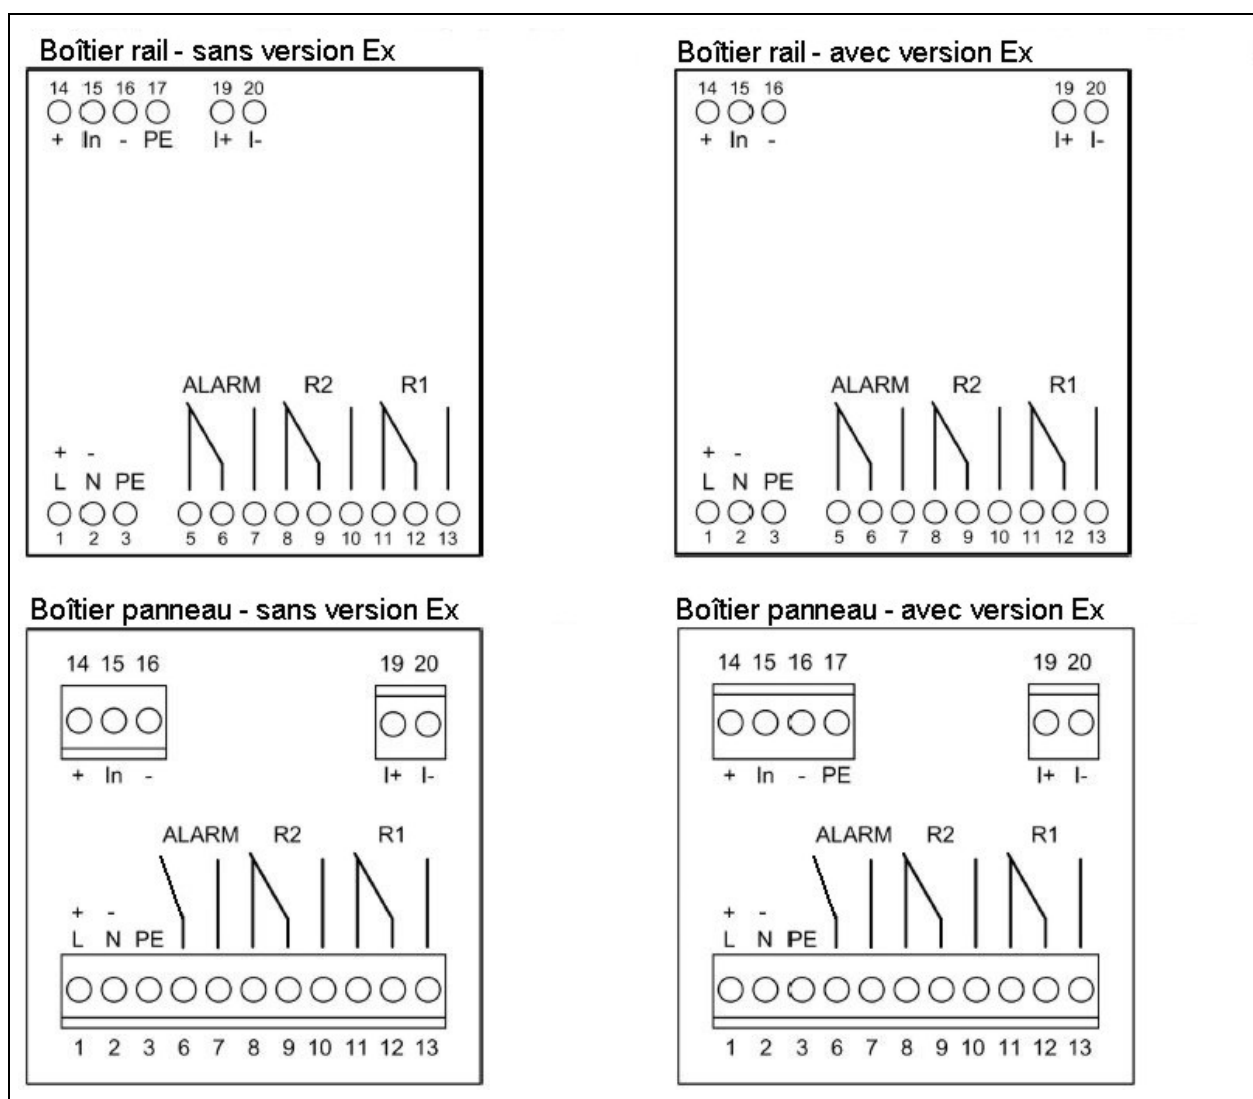 Boîtier rail - sans version Ex
14 15 16 17 19 20
+ In - PE I+ I-
ALARM R2 R1
+ -
L N PE
1 2 3 5 6 7 8 9 10 11 12 13
Boîtier rail - avec version Ex
14 15 16 19 20
+ In - I+ I-
ALARM R2 R1
+ -
L N PE
1 2 3 5 6 7 8 9 10 11 12 13
Boîtier panneau - sans version Ex
14 15 16 19 20
+ In - I+ I-
ALARM R2 R1
+ -
L N PE
1 2 3 6 7 8 9 10 11 12 13
Boîtier panneau - avec version Ex
14 15 16 17 19 20
+ In - PE I+ I-
ALARM R2 R1
+ -
L N PE
1 2 3 6 7 8 9 10 11 12 13